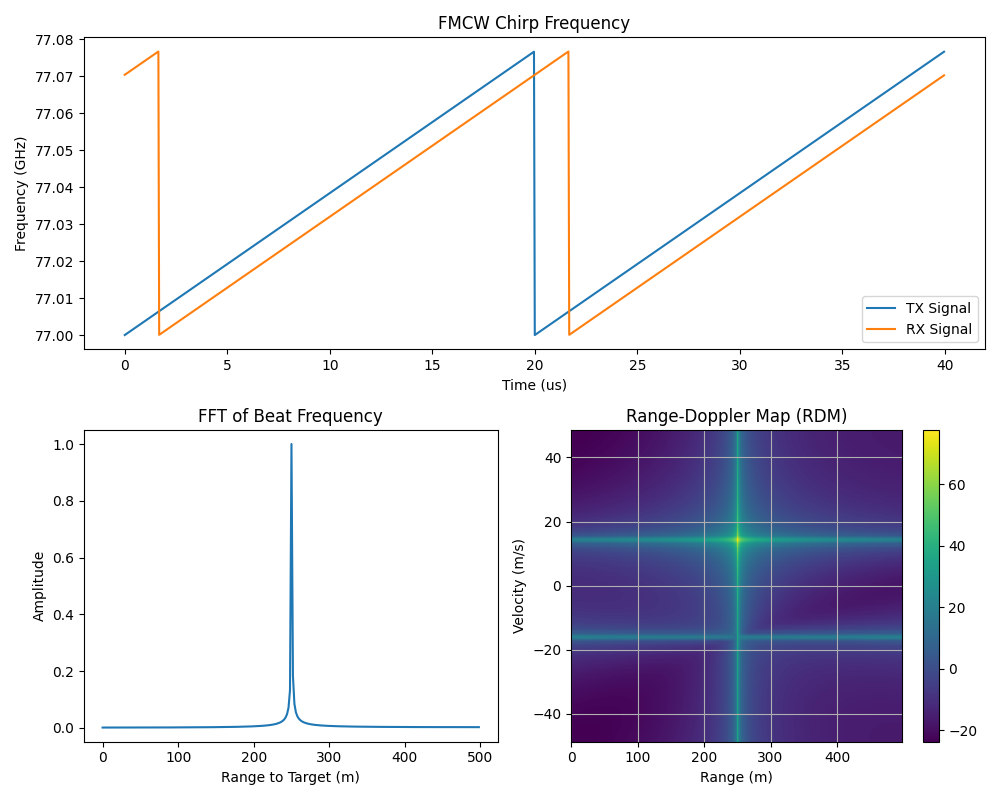 FMCW Chirp Frequency
Frequency (GHz)
77.08
77.07
77.06
77.05
77.04
77.03
77.02
77.01
77.00
0 5 10 15 20 25 30 35 40
Time (us)
TX Signal
RX Signal
FFT of Beat Frequency
Amplitude
1.0
0.8
0.6
0.4
0.2
0.0
0 100 200 300 400 500
Range to Target (m)
Range-Doppler Map (RDM)
Velocity (m/s)
40
20
0
−20
−40
0 100 200 300 400
Range (m)
60
40
20
0
−20